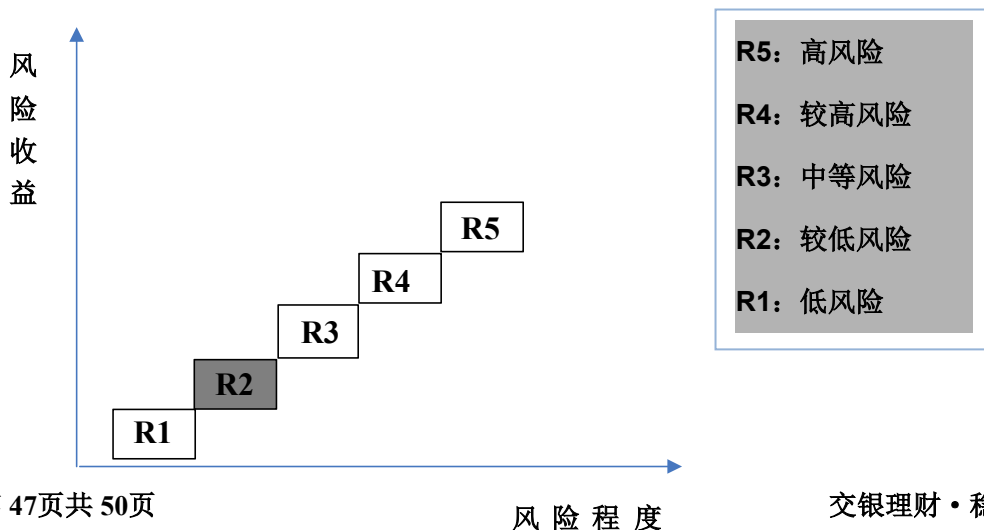 风
险
收
益
R5
R4
R3
R2
R1
风 险 程 度
R5：高风险
R4：较高风险
R3：中等风险
R2：较低风险
R1：低风险
47页共 50页
交银理财·稳